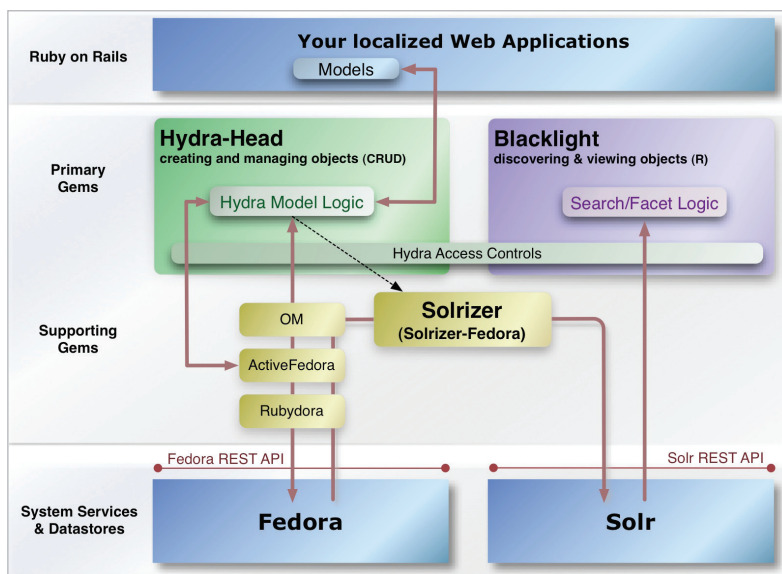 Your localized Web Applications
Ruby on Rails
Models
Hydra-Head
creating and managing objects (CRUD)
Blacklight
discovering & viewing objects (R)
Primary
Gems
Hydra Model Logic
Search/Facet Logic
Hydra Access Controls
Supporting
Gems
OM
Solrizer
(Solrizer-Fedora)
ActiveFedora
Rubydora
Fedora REST API
Solr REST API
System Services
& Datastores
Fedora
Solr